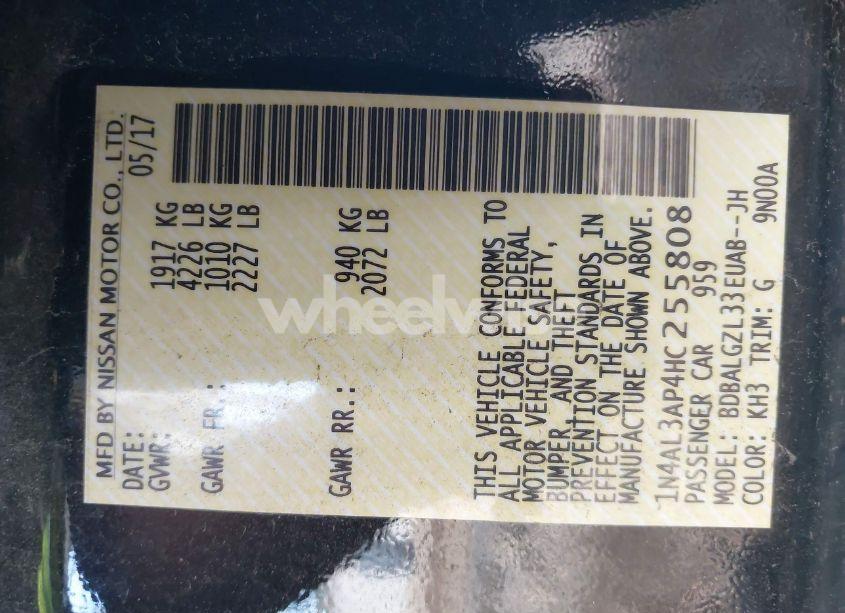 MFD BY NISSAN MOTOR CO., LTD.
DATE: 05/17
GVWR: 1917 KG
4226 LB
GAWR FR.: 1010 KG
2227 LB
GAWR RR.: 940 KG
2072 LB
THIS VEHICLE CONFORMS TO
ALL APPLICABLE FEDERAL
MOTOR VEHICLE SAFETY,
BUMPER, AND THEFT
PREVENTION STANDARDS IN
EFFECT ON THE DATE OF
MANUFACTURE SHOWN ABOVE.
1N4AL3AP4HC255808
PASSENGER CAR 959
MODEL: BDBALGZL33EUAB--JH
COLOR: KH3 TRIM: G 9N00A